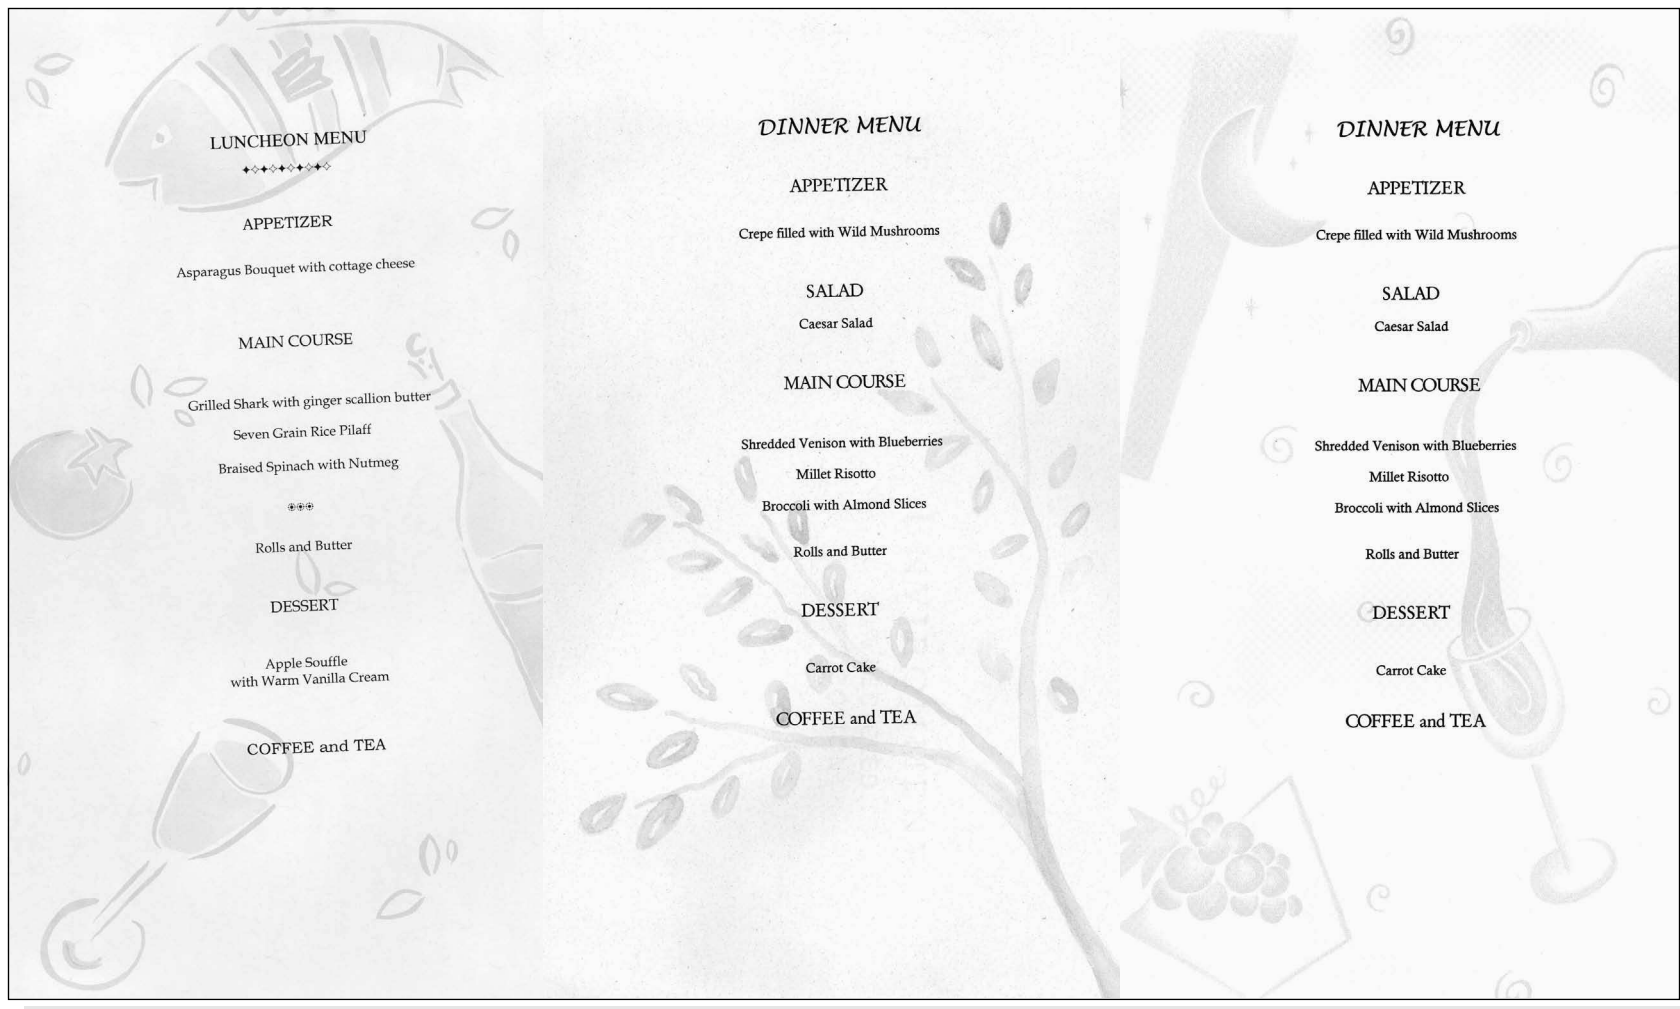 LUNCHEON MENU
APPETIZER
Asparagus Bouquet with cottage cheese
MAIN COURSE
Grilled Shark with ginger scallion butter
Seven Grain Rice Pilaff
Braised Spinach with Nutmeg
Rolls and Butter
DESSERT
Apple Souffle
with Warm Vanilla Cream
COFFEE and TEA
DINNER MENU
APPETIZER
Crepe filled with Wild Mushrooms
SALAD
Caesar Salad
MAIN COURSE
Shredded Venison with Blueberries
Millet Risotto
Broccoli with Almond Slices
Rolls and Butter
DESSERT
Carrot Cake
COFFEE and TEA
DINNER MENU
APPETIZER
Crepe filled with Wild Mushrooms
SALAD
Caesar Salad
MAIN COURSE
Shredded Venison with Blueberries
Millet Risotto
Broccoli with Almond Slices
Rolls and Butter
DESSERT
Carrot Cake
COFFEE and TEA